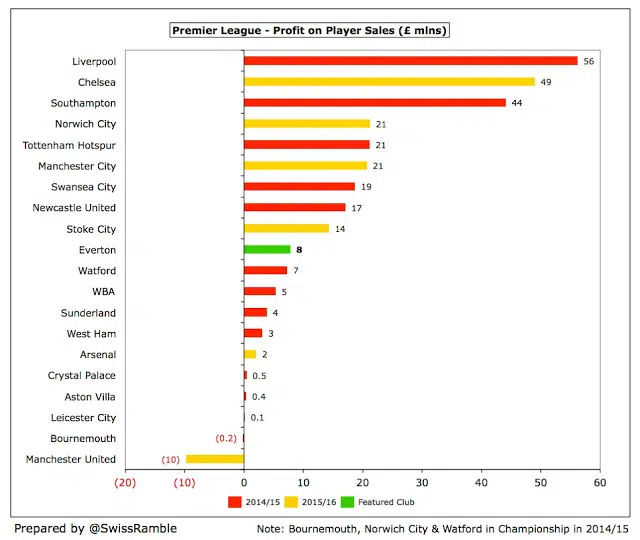 Premier League - Profit on Player Sales (£ mlns)
Liverpool 56
Chelsea 49
Southampton 44
Norwich City 21
Tottenham Hotspur 21
Manchester City 21
Swansea City 19
Newcastle United 17
Stoke City 14
Everton 8
Watford 7
WBA 5
Sunderland 4
West Ham 3
Arsenal 2
Crystal Palace 0.5
Aston Villa 0.4
Leicester City 0.1
Bournemouth (0.2)
Manchester United (10)
(20) (10) 0 10 20 30 40 50 60
2014/15 2015/16 Featured Club
Prepared by @SwissRamble Note: Bournemouth, Norwich City & Watford in Championship in 2014/15